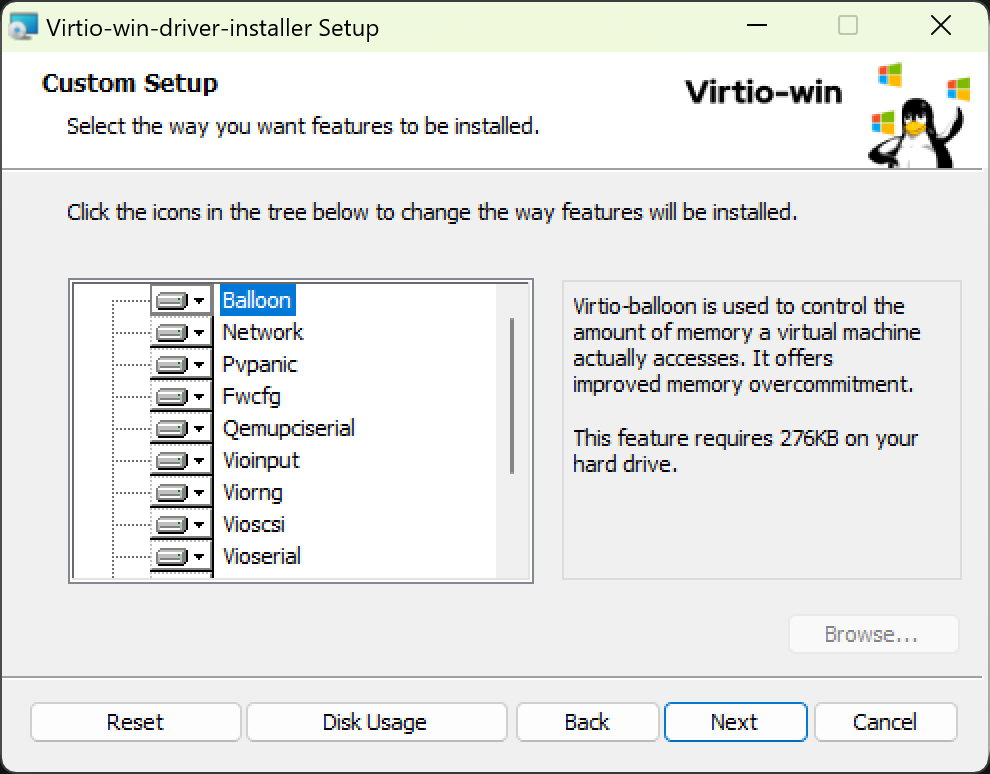 Virtio-win-driver-installer Setup
Custom Setup
Select the way you want features to be installed.
Virtio-win
Click the icons in the tree below to change the way features will be installed.
Balloon
Network
Pvpanic
Fwcfg
Qemupciserial
Vioinput
Viorng
Vioscsi
Vioserial
Virtio-balloon is used to control the
amount of memory a virtual machine
actually accesses. It offers
improved memory overcommitment.
This feature requires 276KB on your
hard drive.
Browse...
Reset
Disk Usage
Back
Next
Cancel